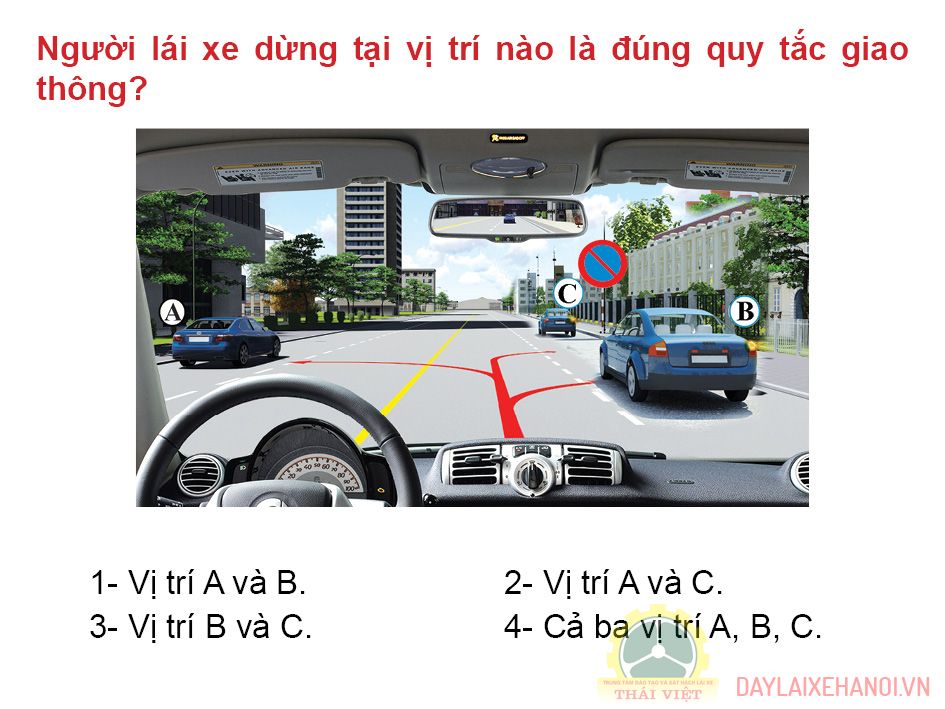 Người lái xe dừng tại vị trí nào là đúng quy tắc giao
thông?
WARNING
WARNING
A
C
B
1- Vị trí A và B.
2- Vị trí A và C.
3- Vị trí B và C.
4- Cả ba vị trí A, B, C.
TRUNG TÂM ĐÀO TẠO VÀ SÁT HẠCH LÁI XE
THÁI VIỆT
DAYLAIXEHANOI.VN